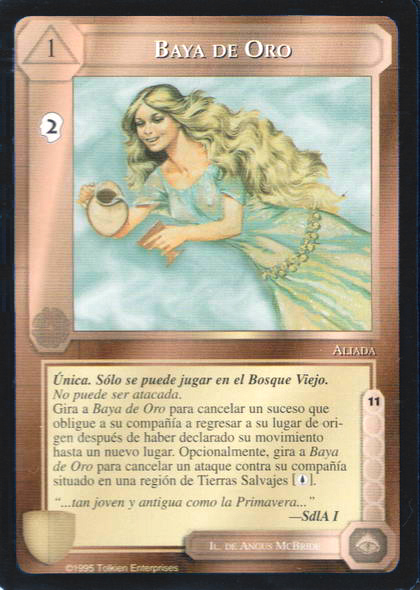 1
BAYA DE ORO
2
ALIADA
Única. Sólo se puede jugar en el Bosque Viejo.
No puede ser atacada.
Gira a Baya de Oro para cancelar un suceso que
obligue a su compañía a regresar a su lugar de ori-
gen después de haber declarado su movimiento
hasta un nuevo lugar. Opcionalmente, gira a Baya
de Oro para cancelar un ataque contra su compañía
situado en una región de Tierras Salvajes [].
11
“...tan joven y antigua como la Primavera...”
—SdlA I
IL. DE ANGUS MCBRIDE
©1995 Tolkien Enterprises